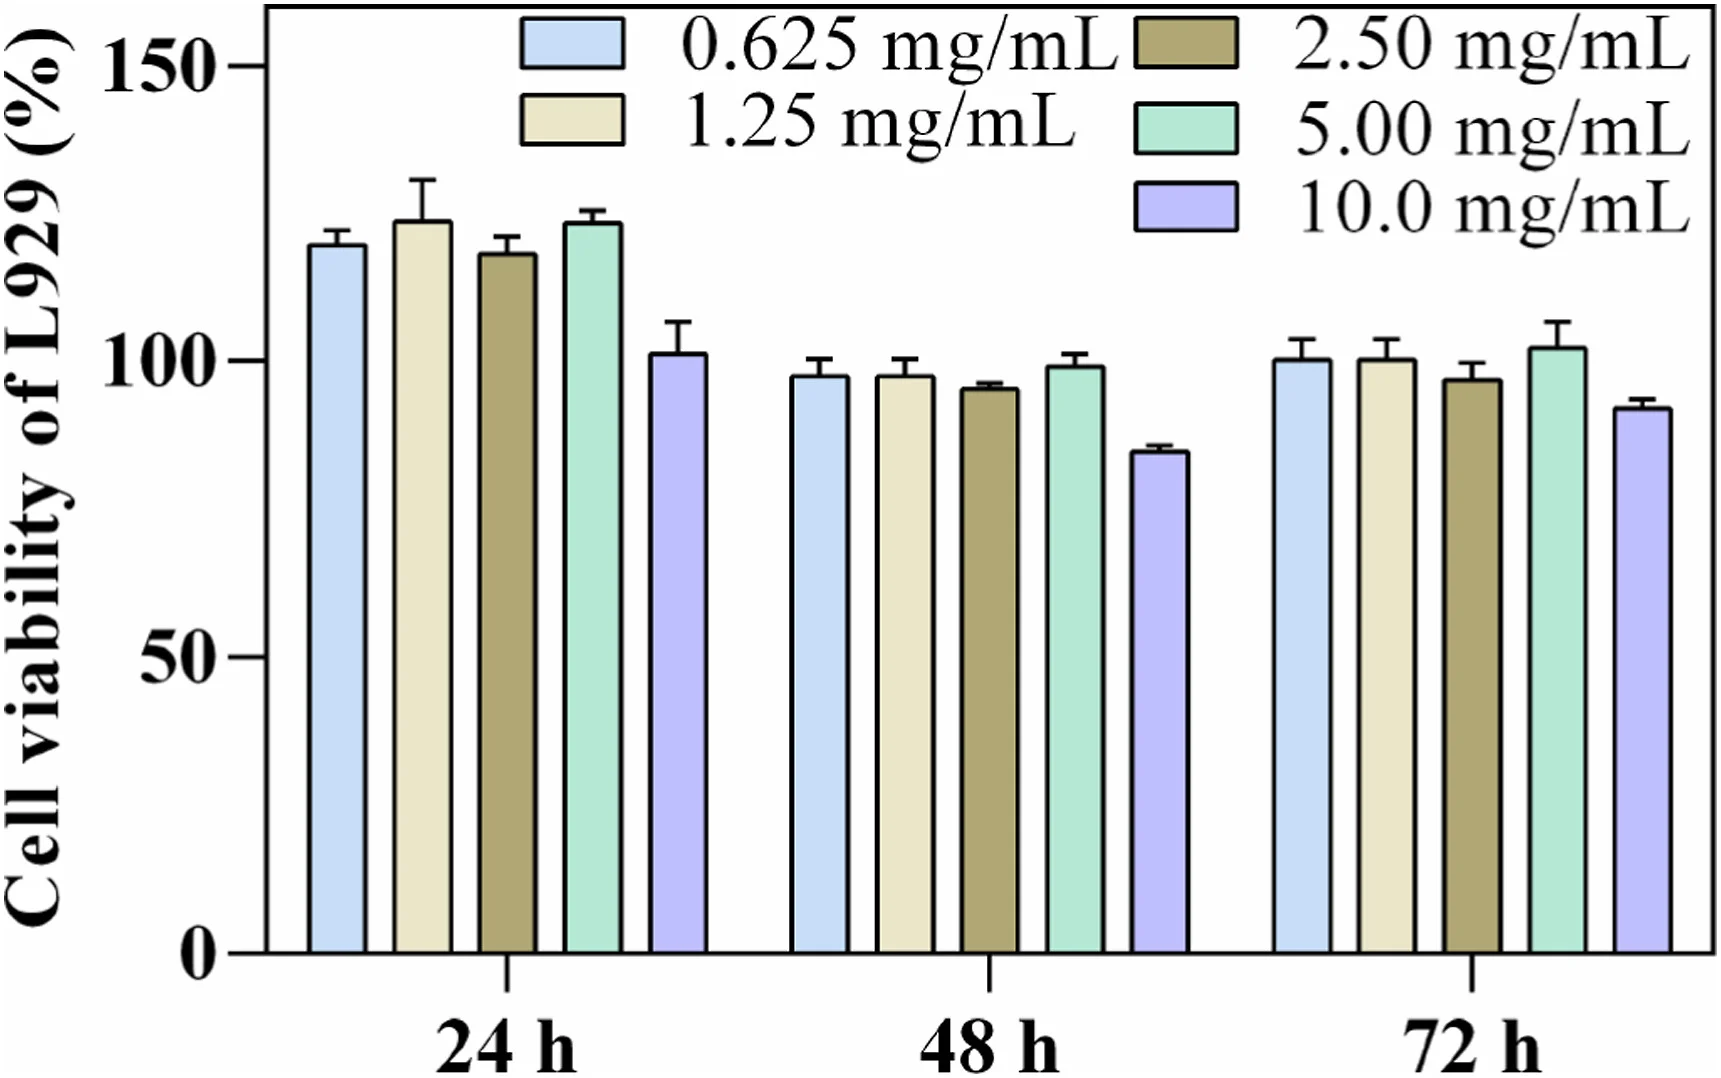 Cell viability of L929 (%)
150
100
50
0
0.625 mg/mL
1.25 mg/mL
2.50 mg/mL
5.00 mg/mL
10.0 mg/mL
24 h
48 h
72 h